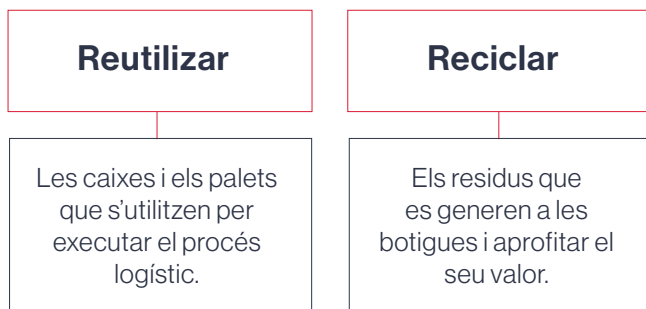 Reutilizar
Les caixes i els palets
que s'utilitzen per
executar el procés
logístic.
Reciclar
Els residus que
es generen a les
botigues i aprofitar el
seu valor.